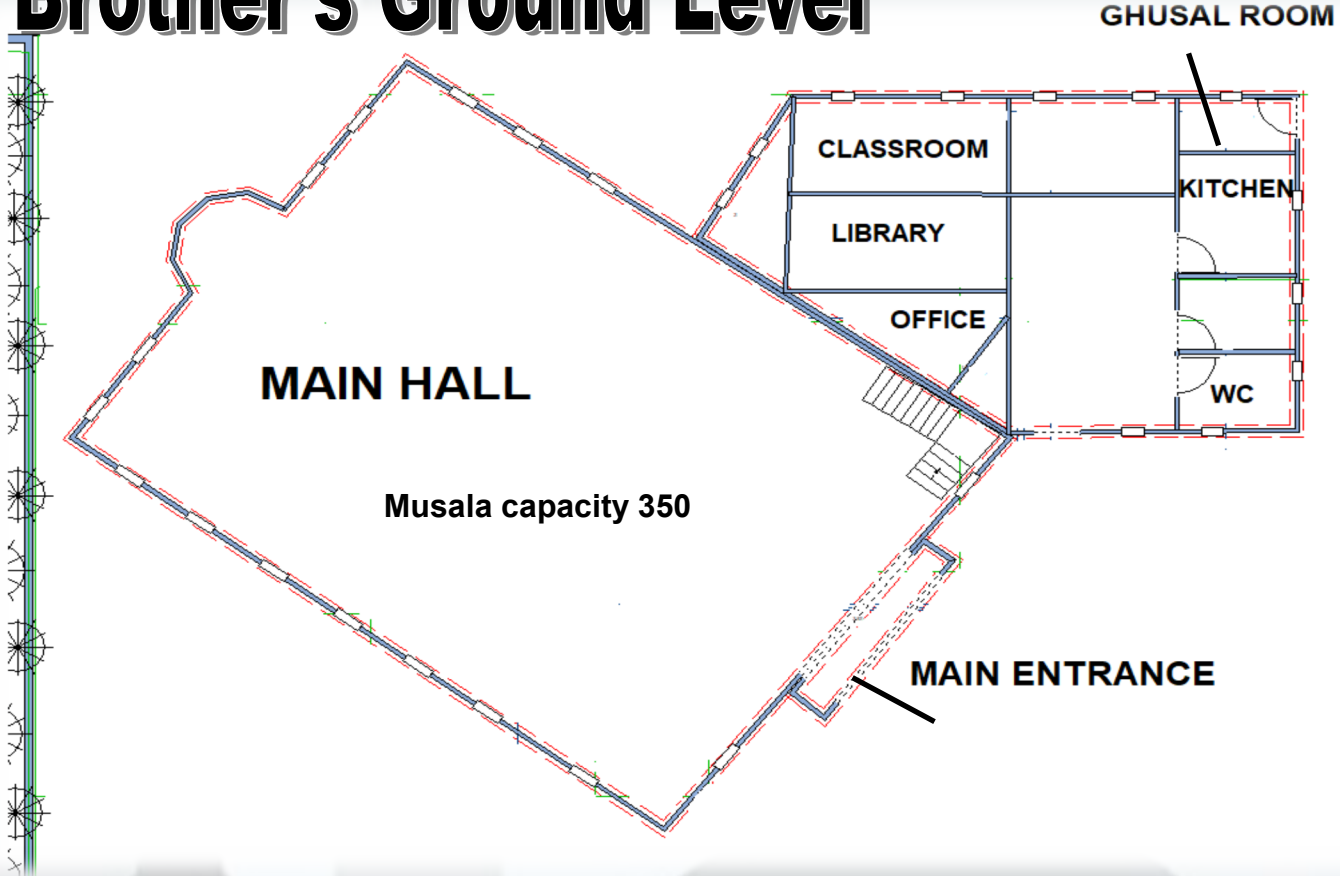 Brother's Ground Level
GHUSAL ROOM
CLASSROOM
KITCHEN
LIBRARY
OFFICE
MAIN HALL
WC
Musala capacity 350
MAIN ENTRANCE